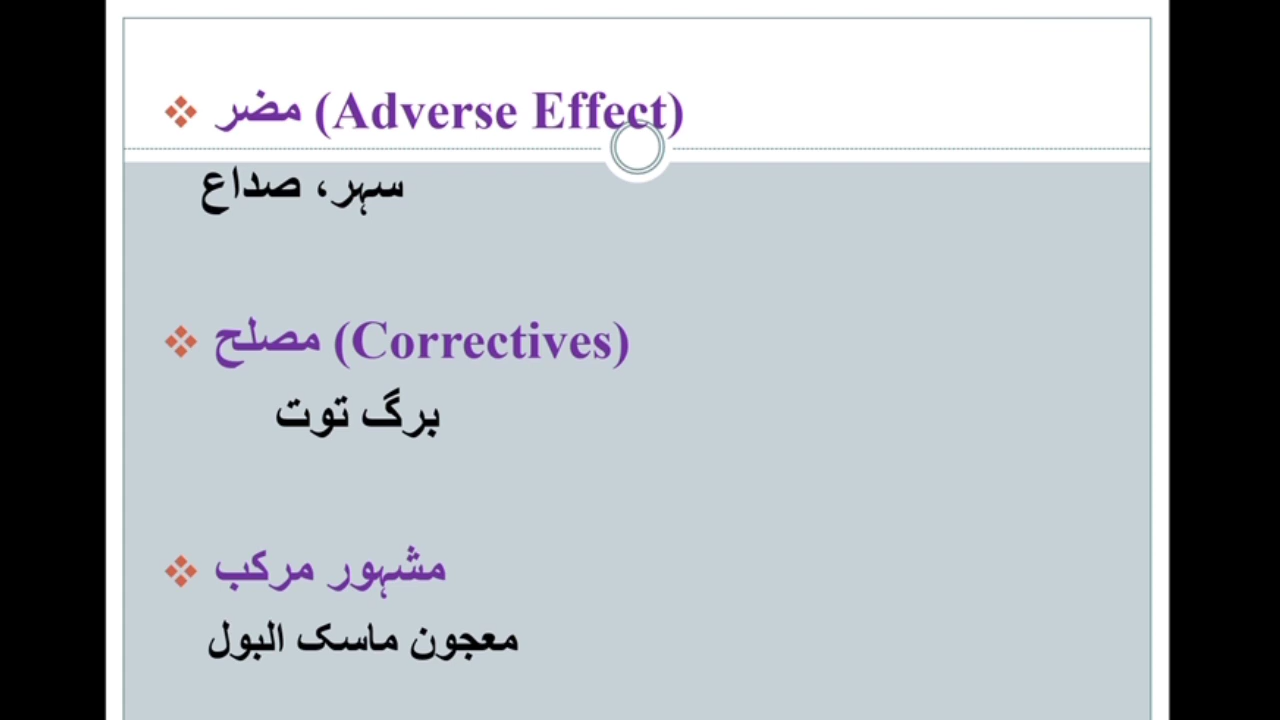 مضر (Adverse Effect)
سہر، صداع
مصلح (Correctives)
برگ توت
مشہور مرکب
معجون ماسک البول